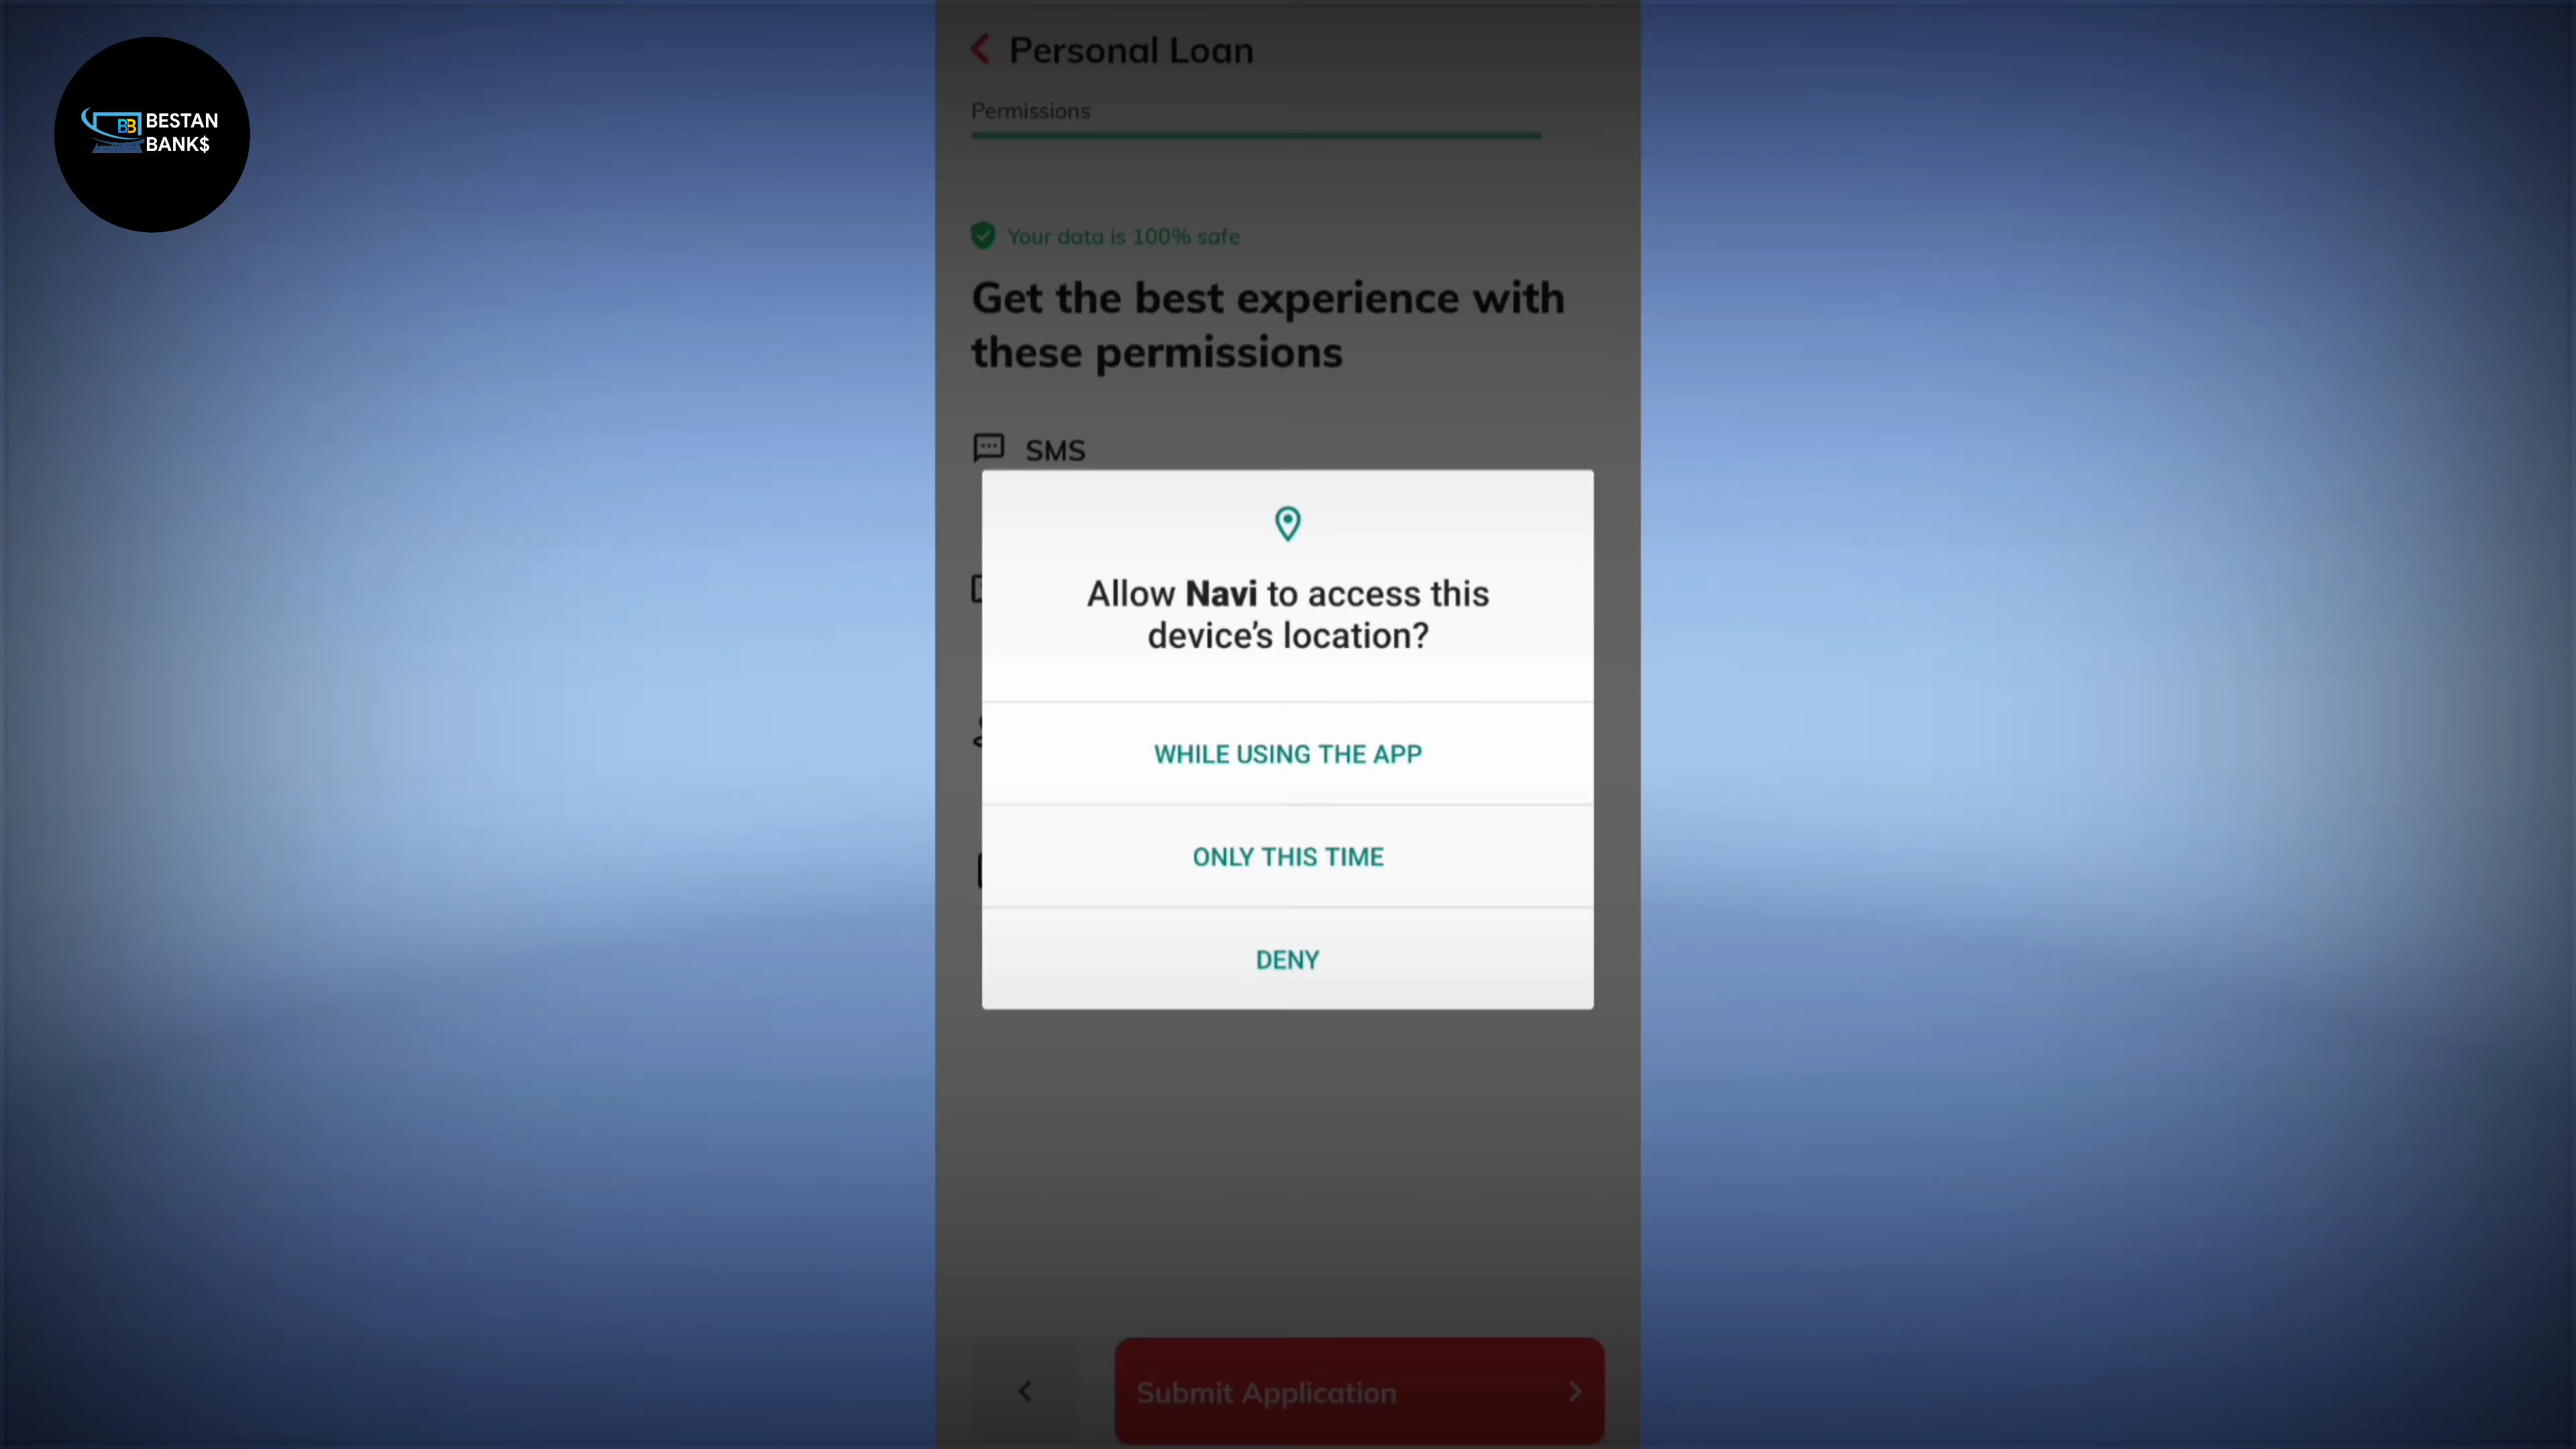 BESTAN
BANK$
BB
Personal Loan
Permissions
Your data is 100% safe
Get the best experience with
these permissions
SMS
Allow Navi to access this
device's location?
WHILE USING THE APP
ONLY THIS TIME
DENY
Submit Application